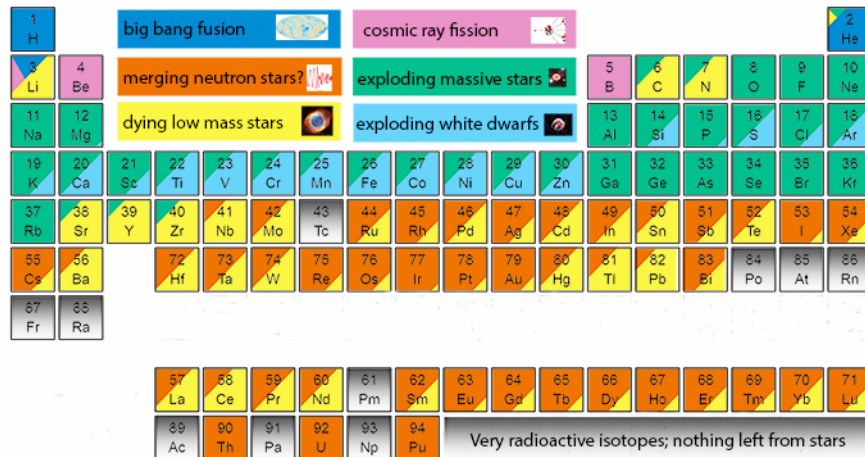 1 2
H He
big bang fusion cosmic ray fission
3 4 merging neutron stars? exploding massive stars 5 6 7 8 9 10
Li Be B C N O F Ne
11 12 dying low mass stars exploding white dwarfs 13 14 15 16 17 18
Na Mg Al Si P S Cl Ar
19 20 21 22 23 24 25 26 27 28 29 30 31 32 33 34 35 36
K Ca Sc Ti V Cr Mn Fe Co Ni Cu Zn Ga Ge As Se Br Kr
37 38 39 40 41 42 43 44 45 46 47 48 49 50 51 52 53 54
Rb Sr Y Zr Nb Mo Tc Ru Rh Pd Ag Cd In Sn Sb Te I Xe
55 56 72 73 74 75 76 77 78 79 80 81 82 83 84 85 86
Cs Ba Hf Ta W Re Os Ir Pt Au Hg Tl Pb Bi Po At Rn
87 88
Fr Ra
57 58 59 60 61 62 63 64 65 66 67 68 69 70 71
La Ce Pr Nd Pm Sm Eu Gd Tb Dy Ho Er Tm Yb Lu
89 90 91 92 93 94 Very radioactive isotopes; nothing left from stars
Ac Th Pa U Np Pu